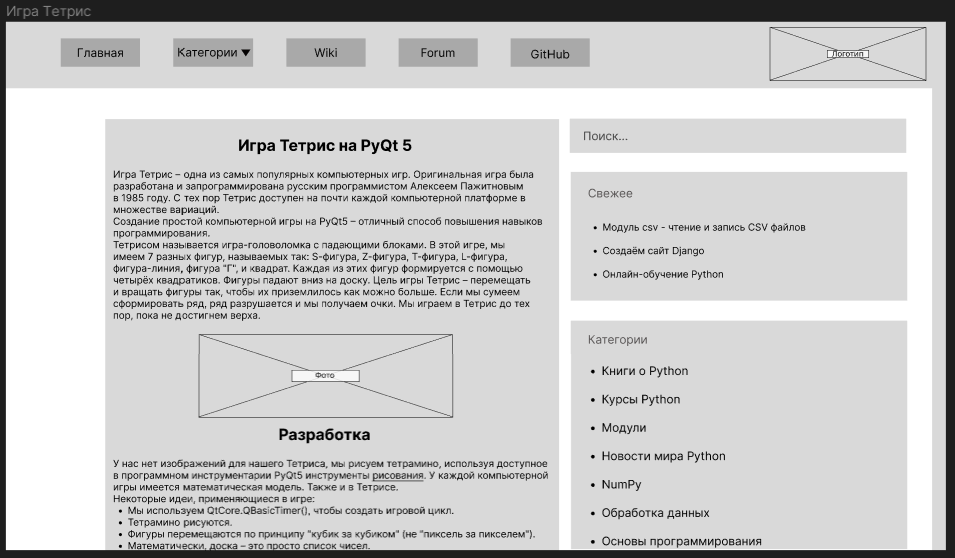 Игра Тетрис
Главная
Категории ▼
Wiki
Forum
GitHub
Логотип
Игра Тетрис на PyQt 5
Игра Тетрис – одна из самых популярных компьютерных игр. Оригинальная игра была
разработана и запрограммирована русским программистом Алексеем Пажитновым
в 1985 году. С тех пор Тетрис доступен на почти каждой компьютерной платформе в
множестве вариаций.
Создание простой компьютерной игры на PyQt5 – отличный способ повышения навыков
программирования.
Тетрисом называется игра-головоломка с падающими блоками. В этой игре, мы
имеем 7 разных фигур, называемых так: S-фигура, Z-фигура, T-фигура, L-фигура,
фигура-линия, фигура "Г", и квадрат. Каждая из этих фигур формируется с помощью
четырёх квадратиков. Фигуры падают вниз на доску. Цель игры Тетрис – перемещать
и вращать фигуры так, чтобы их приземлилось как можно больше. Если мы сумеем
сформировать ряд, ряд разрушается и мы получаем очки. Мы играем в Тетрис до тех
пор, пока не достигнем верха.
Фото
Разработка
У нас нет изображений для нашего Тетриса, мы рисуем тетрамино, используя доступное
в программном инструментарии PyQt5 инструменты рисования. У каждой компьютерной
игры имеется математическая модель. Также и в Тетрисе.
Некоторые идеи, применяющиеся в игре:
• Мы используем QtCore.QBasicTimer(), чтобы создать игровой цикл.
• Тетрамино рисуются.
• Фигуры перемещаются по принципу "кубик за кубиком" (не "пиксель за пикселем").
• Математически, доска – это просто список чисел.
Поиск...
Свежее
• Модуль csv - чтение и запись CSV файлов
• Создаём сайт Django
• Онлайн-обучение Python
Категории
• Книги о Python
• Курсы Python
• Модули
• Новости мира Python
• NumPy
• Обработка данных
• Основы программирования